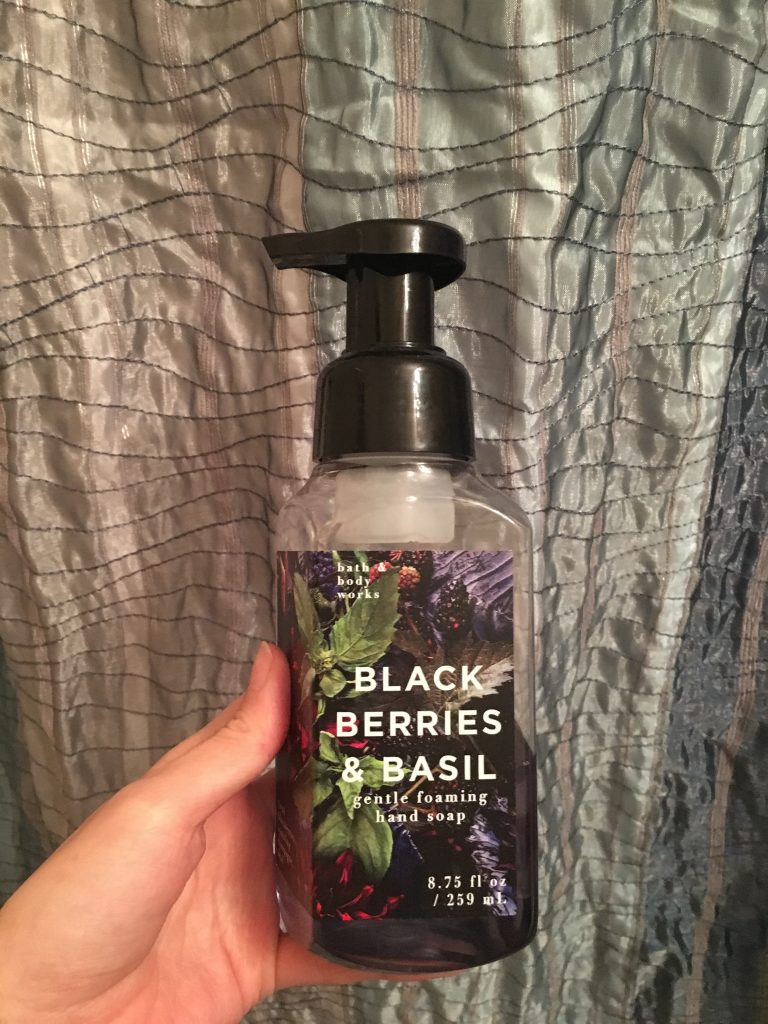 bath &
body
works
BLACK
BERRIES
& BASIL
gentle foaming
hand soap
8.75 fl oz
/ 259 mL